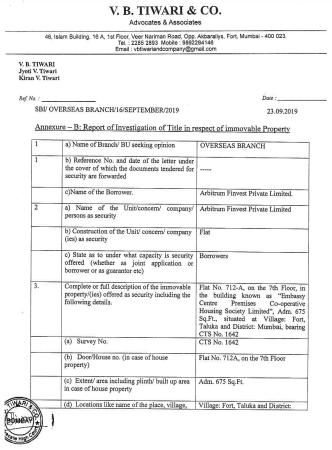 V. B. TIWARI & CO.
Advocates & Associates
46, Islam Building, 16 A, 1st Floor, Veer Nariman Road, Opp. Akbarallys, Fort, Mumbai - 400 023.
Tel. : 2285 2893 Mobile : 9892284146
Email : vbtiwariandcompany@gmail.com
V. B. TIWARI
Jyoti V. Tiwari
Kiran V. Tiwari
Ref. No. :
Date :
SBI/ OVERSEAS BRANCH/16/SEPTEMBER/2019
23.09.2019
Annexure – B: Report of Investigation of Title in respect of immovable Property
1 a) Name of Branch/ BU seeking opinion OVERSEAS BRANCH
1 b) Reference No. and date of the letter under -----
the cover of which the documents tendered for
security are forwarded
c)Name of the Borrower. Arbitrum Finvest Private Limited.
2 a) Name of the Unit/concern/ company/ Arbitrum Finvest Private Limited
persons as security
b) Construction of the Unit/ concern/ company Flat
(ies) as security
c) State as to under what capacity is security Borrowers
offered (whether as joint application or
borrower or as guarantor etc)
3. Complete or full description of the immovable Flat No. 712-A, on the 7th Floor, in
property/(ies) offered as security including the the building known as "Embassy
following details. Centre Premises Co-operative
Housing Society Limited", Adm. 675
Sq.Ft., situated at Village: Fort,
Taluka and District: Mumbai, bearing
CTS No. 1642
(a) Survey No. CTS No. 1642
(b) Door/House no. (in case of house Flat No. 712A, on the 7th Floor
property)
(c) Extent/ area including plinth/ built up area Adm. 675 Sq.Ft.
in case of house property
(d) Locations like name of the place, village, Village: Fort, Taluka and District:
TIWARI & CO.
BOMBAY